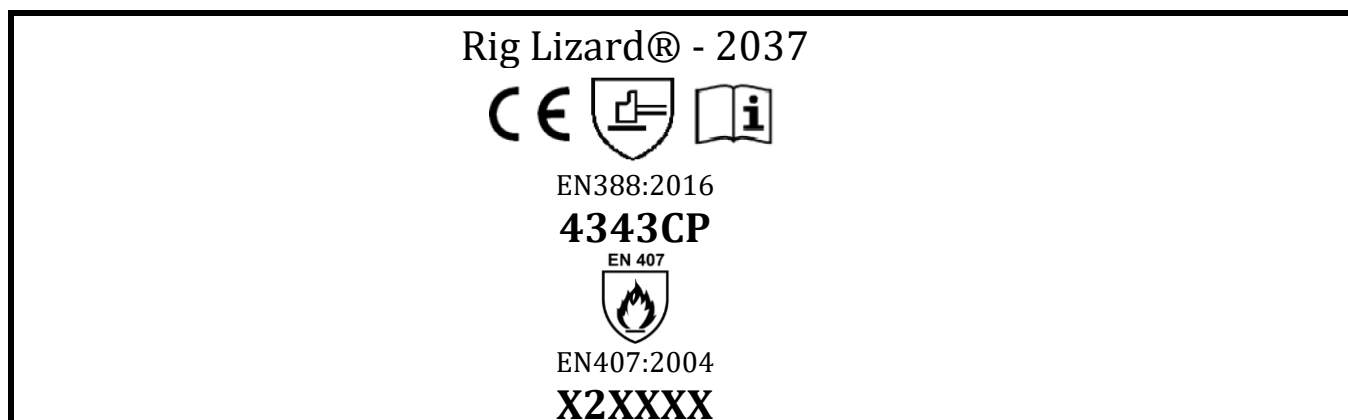 Rig Lizard® - 2037
CE i
EN388:2016
4343CP
EN 407
EN407:2004
X2XXXX